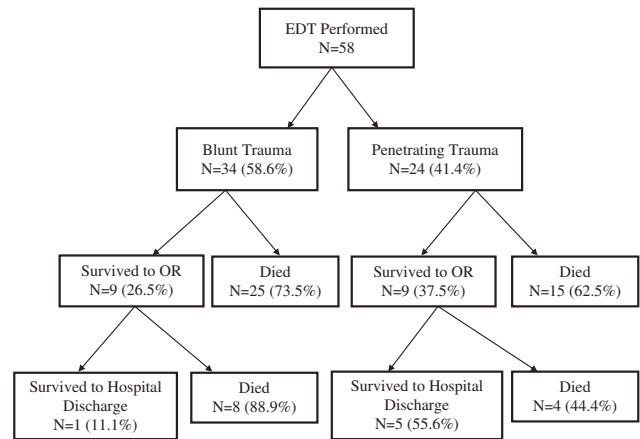 EDT Performed
N=58
Blunt Trauma
N=34 (58.6%)
Penetrating Trauma
N=24 (41.4%)
Survived to OR
N=9 (26.5%)
Died
N=25 (73.5%)
Survived to OR
N=9 (37.5%)
Died
N=15 (62.5%)
Survived to Hospital
Discharge
N=1 (11.1%)
Died
N=8 (88.9%)
Survived to Hospital
Discharge
N=5 (55.6%)
Died
N=4 (44.4%)